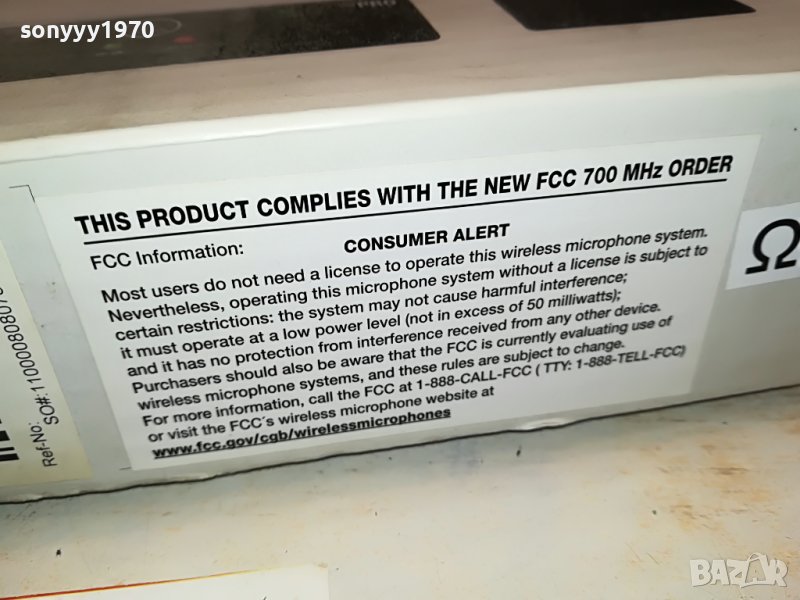 sonyyy1970
PRO
THIS PRODUCT COMPLIES WITH THE NEW FCC 700 MHz ORDER
FCC Information:
CONSUMER ALERT
Most users do not need a license to operate this wireless microphone system.
Nevertheless, operating this microphone system without a license is subject to
certain restrictions: the system may not cause harmful interference;
it must operate at a low power level (not in excess of 50 milliwatts);
and it has no protection from interference received from any other device.
Purchasers should also be aware that the FCC is currently evaluating use of
wireless microphone systems, and these rules are subject to change.
For more information, call the FCC at 1-888-CALL-FCC ( TTY: 1-888-TELL-FCC)
or visit the FCC´s wireless microphone website at
www.fcc.gov/cgb/wirelessmicrophones
Ω
Ref-No:
SO#:
BAZAR